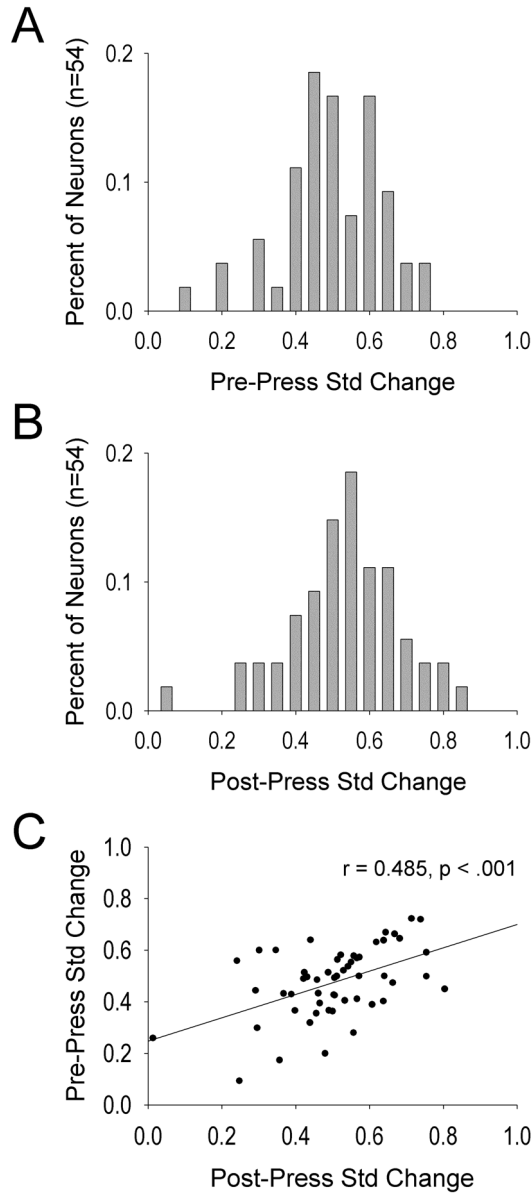 A
Percent of Neurons (n=54)
0.2
0.1
0.0
0.0 0.2 0.4 0.6 0.8 1.0
Pre-Press Std Change
B
Percent of Neurons (n=54)
0.2
0.1
0.0
0.0 0.2 0.4 0.6 0.8 1.0
Post-Press Std Change
C
Pre-Press Std Change
1.0
0.8
0.6
0.4
0.2
0.0
r = 0.485, p < .001
0.0 0.2 0.4 0.6 0.8 1.0
Post-Press Std Change